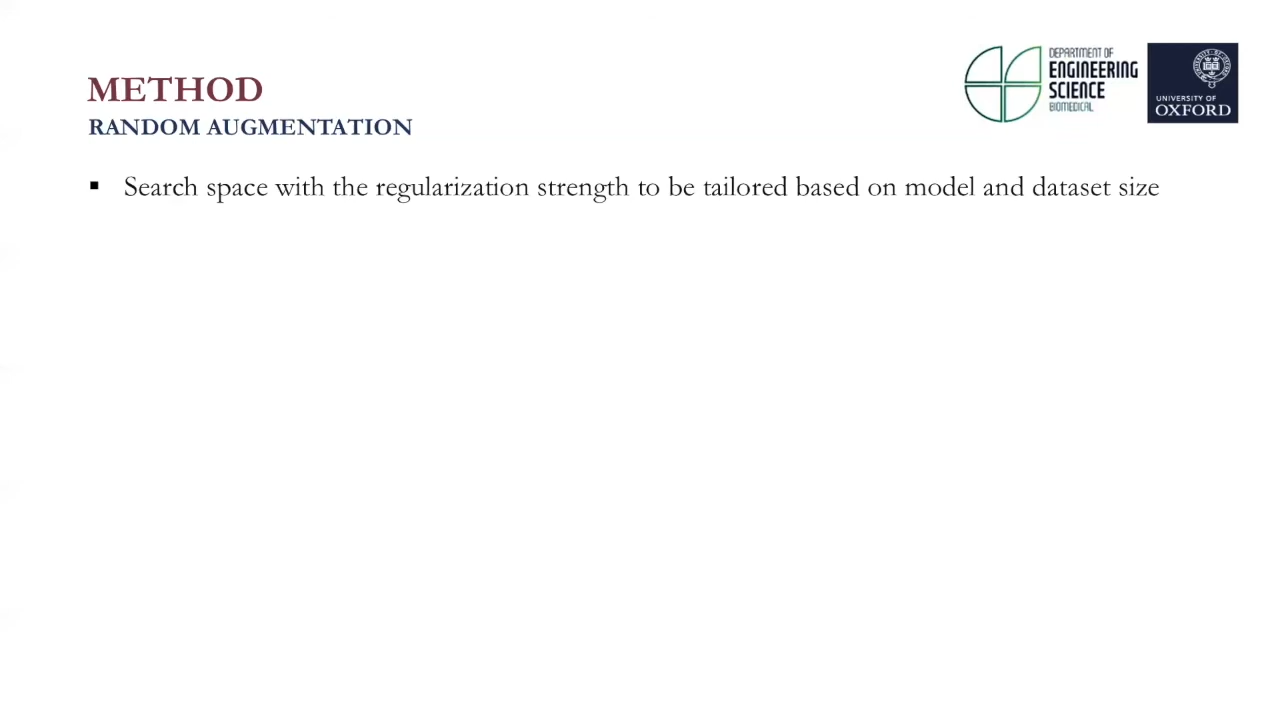 METHOD
RANDOM AUGMENTATION
DEPARTMENT OF
ENGINEERING
SCIENCE
BIOMEDICAL
UNIVERSITY OF
OXFORD
▪ Search space with the regularization strength to be tailored based on model and dataset size